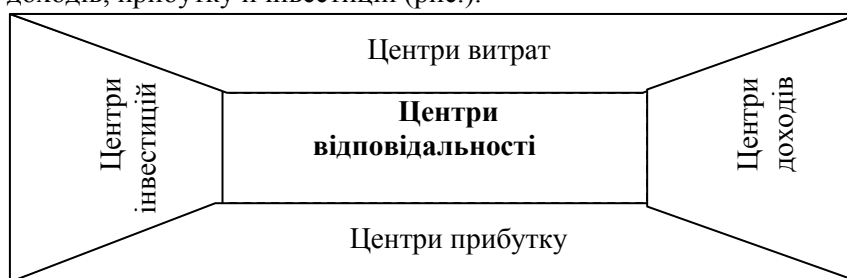 доходів, прибутку й інвестицій (рис.).
Центри витрат
Центри
інвестицій
Центри
відповідальності
Центри
доходів
Центри прибутку